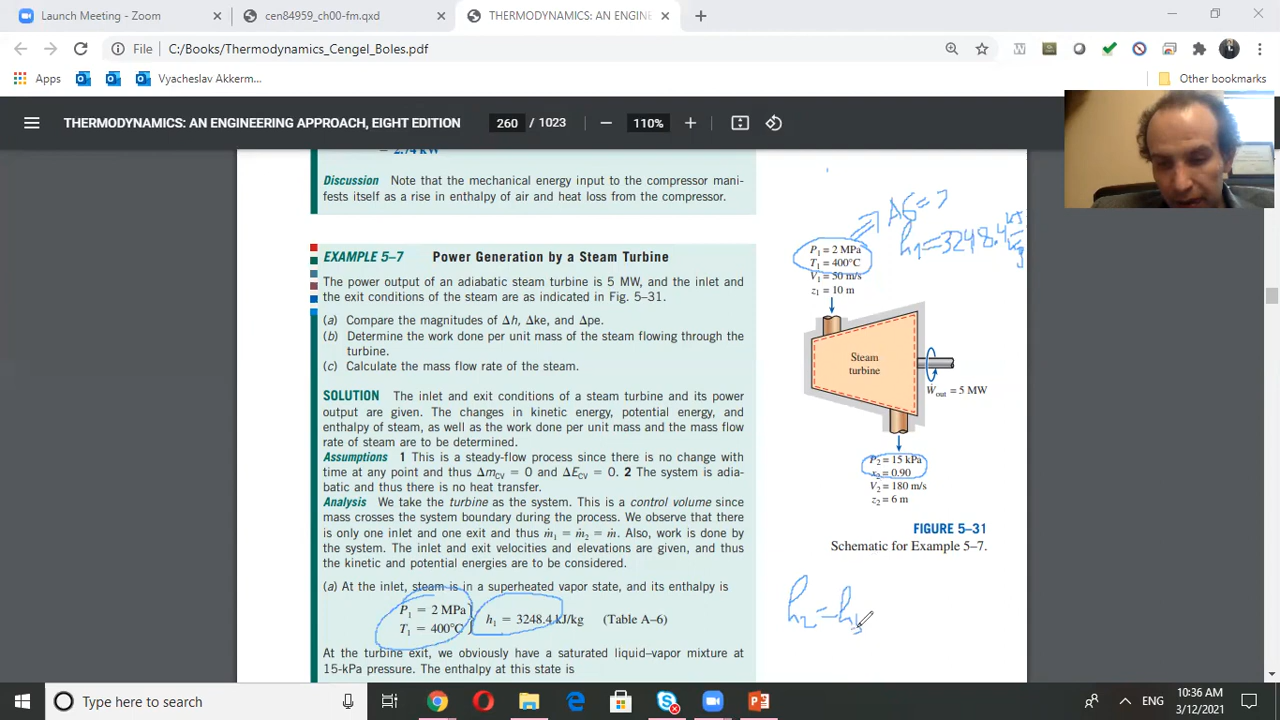 Launch Meeting - Zoom
cen84959_ch00-fm.qxd
THERMODYNAMICS: AN ENGINE
File
C:/Books/Thermodynamics_Cengel_Boles.pdf
Apps
Vyacheslav Akkerm...
Other bookmarks
THERMODYNAMICS: AN ENGINEERING APPROACH, EIGHT EDITION
260 / 1023
110%
= 2.74 kW
Discussion Note that the mechanical energy input to the compressor mani-
fests itself as a rise in enthalpy of air and heat loss from the compressor.
EXAMPLE 5–7 Power Generation by a Steam Turbine
The power output of an adiabatic steam turbine is 5 MW, and the inlet and
the exit conditions of the steam are as indicated in Fig. 5–31.
(a) Compare the magnitudes of Δh, Δke, and Δpe.
(b) Determine the work done per unit mass of the steam flowing through the
turbine.
(c) Calculate the mass flow rate of the steam.
SOLUTION The inlet and exit conditions of a steam turbine and its power
output are given. The changes in kinetic energy, potential energy, and
enthalpy of steam, as well as the work done per unit mass and the mass flow
rate of steam are to be determined.
Assumptions 1 This is a steady-flow process since there is no change with
time at any point and thus Δm_CV = 0 and ΔE_CV = 0. 2 The system is adia-
batic and thus there is no heat transfer.
Analysis We take the turbine as the system. This is a control volume since
mass crosses the system boundary during the process. We observe that there
is only one inlet and one exit and thus ṁ₁ = ṁ₂ = ṁ. Also, work is done by
the system. The inlet and exit velocities and elevations are given, and thus
the kinetic and potential energies are to be considered.
(a) At the inlet, steam is in a superheated vapor state, and its enthalpy is
P₁ = 2 MPa
T₁ = 400°C
h₁ = 3248.4 kJ/kg (Table A–6)
At the turbine exit, we obviously have a saturated liquid–vapor mixture at
15-kPa pressure. The enthalpy at this state is
h₁=3248.4 kJ/kg
P₁ = 2 MPa
T₁ = 400°C
V₁ = 50 m/s
z₁ = 10 m
Steam
turbine
Ẇout = 5 MW
P₂ = 15 kPa
x₂ = 0.90
V₂ = 180 m/s
z₂ = 6 m
FIGURE 5–31
Schematic for Example 5–7.
h₂=h
Type here to search
ENG
10:36 AM
3/12/2021